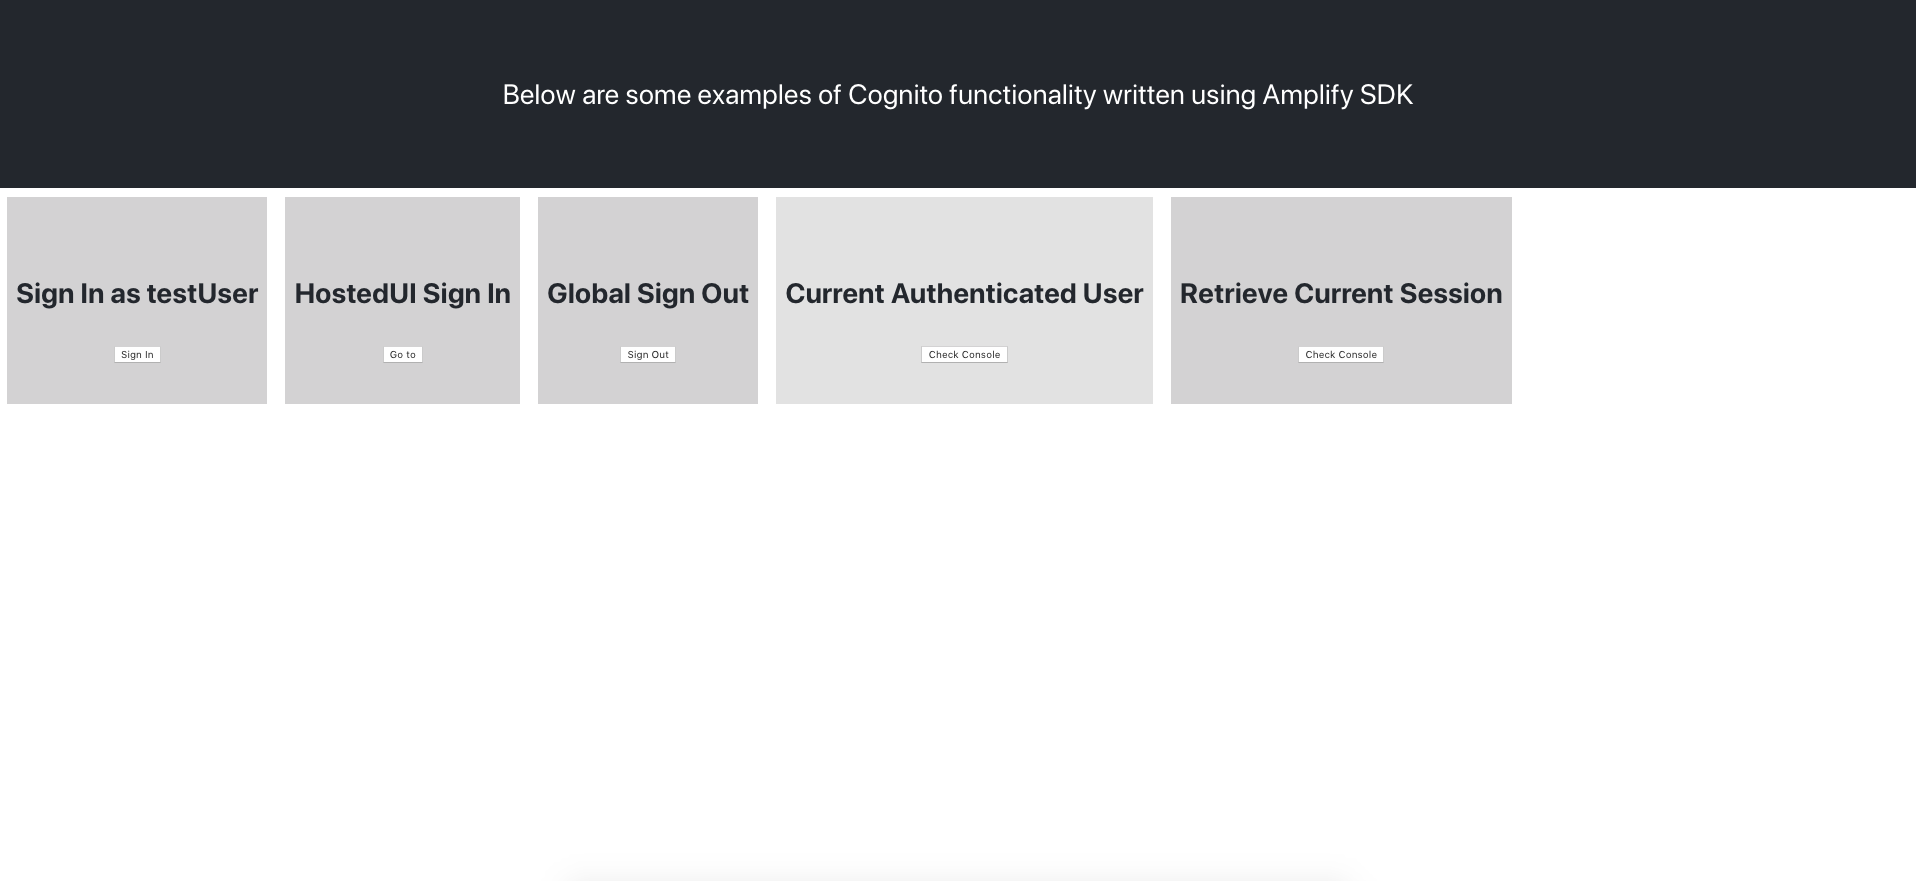 Below are some examples of Cognito functionality written using Amplify SDK
Sign In as testUser
Sign In
HostedUI Sign In
Go to
Global Sign Out
Sign Out
Current Authenticated User
Check Console
Retrieve Current Session
Check Console